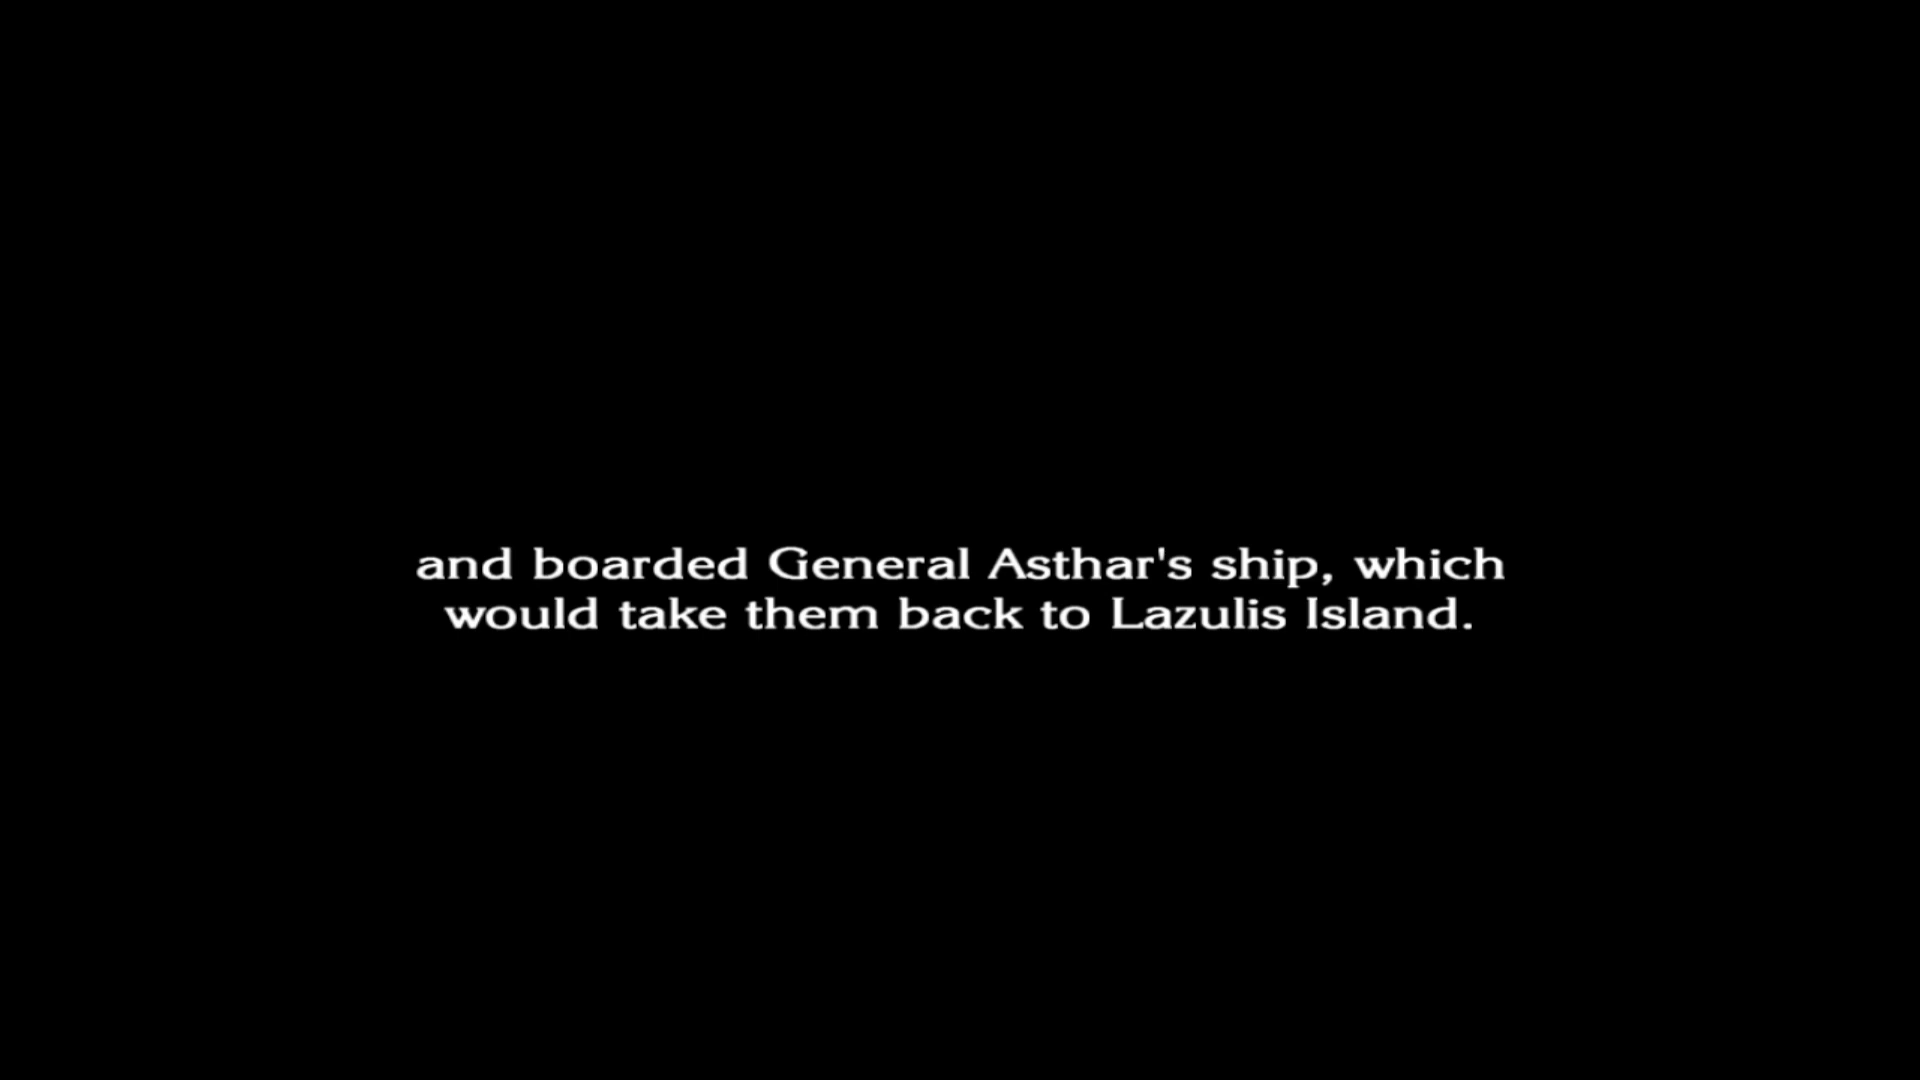 and boarded General Asthar's ship, which
would take them back to Lazulis Island.